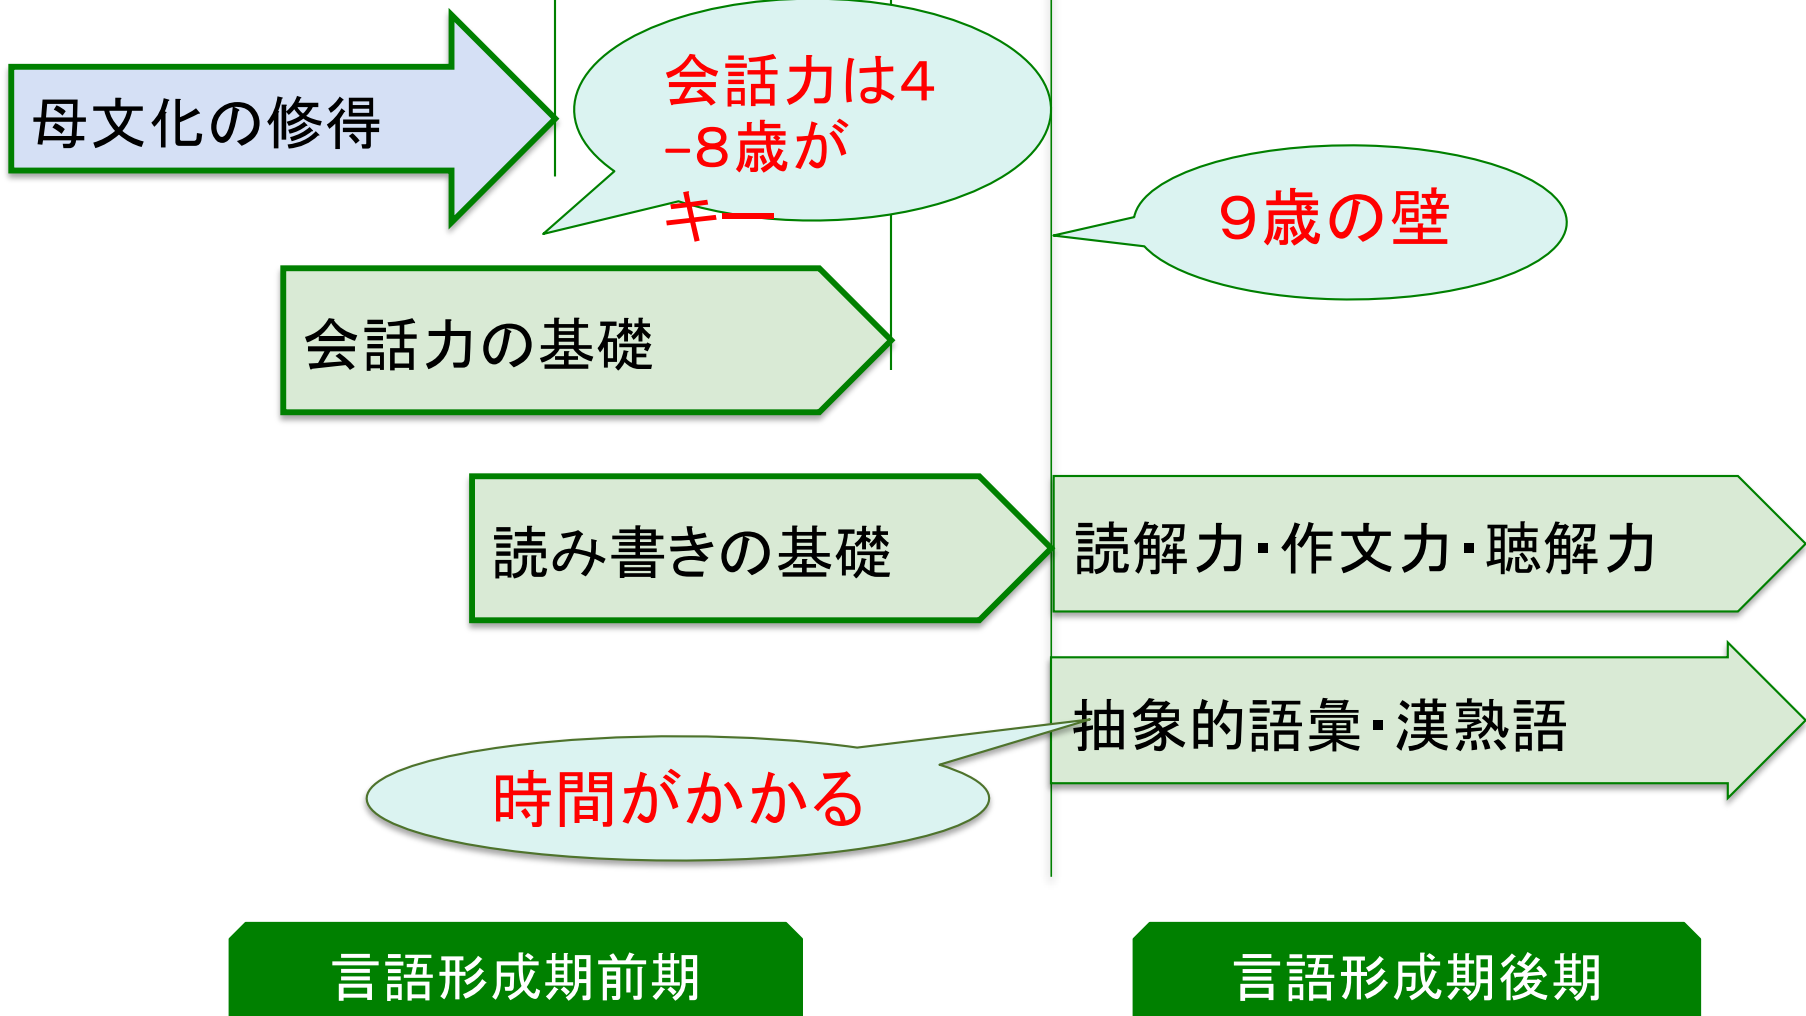 母文化の修得
会話力は4
-8歳が
キー
9歳の壁
会話力の基礎
読み書きの基礎
読解力・作文力・聴解力
抽象的語彙・漢熟語
時間がかかる
言語形成期前期
言語形成期後期